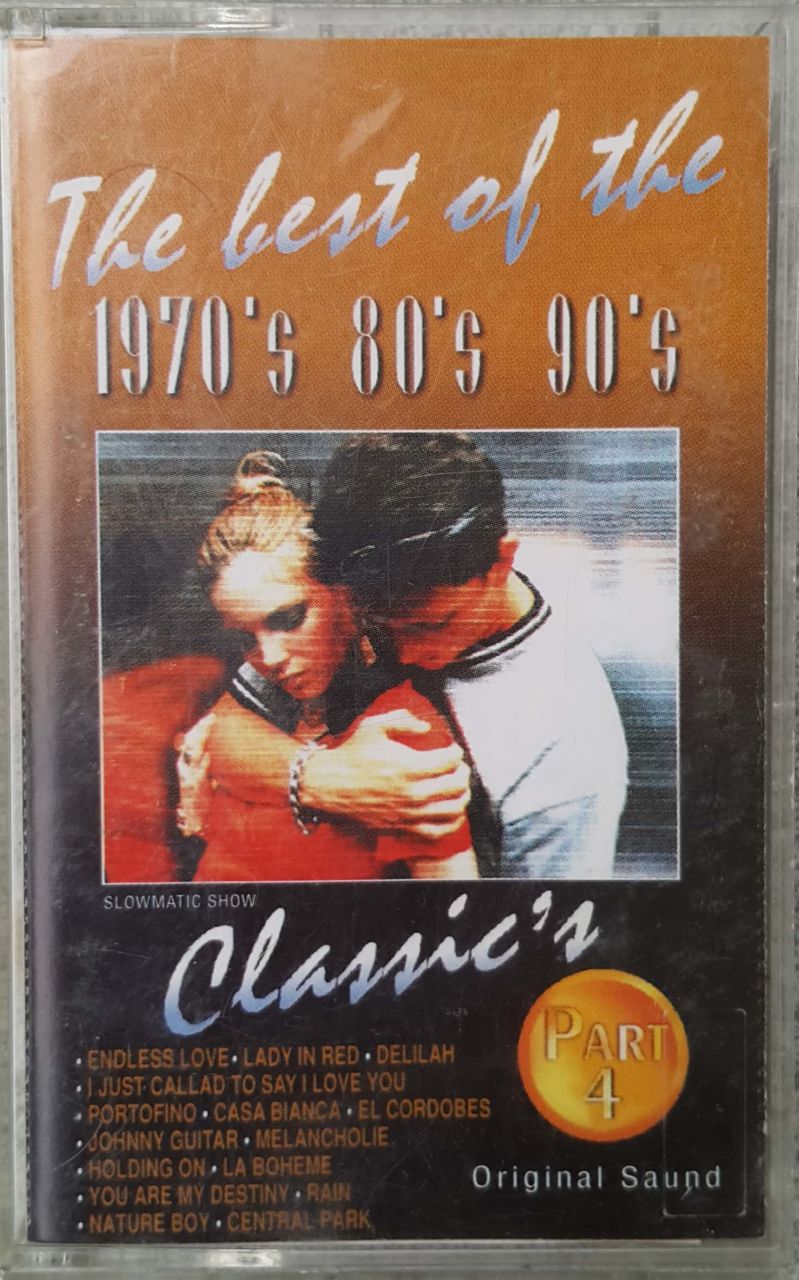 The best of the
1970's 80's 90's
SLOWMATIC SHOW
Classic's
PART
4
• ENDLESS LOVE • LADY IN RED • DELILAH
• I JUST CALLAD TO SAY I LOVE YOU
• PORTOFINO • CASA BIANCA • EL CORDOBES
• JOHNNY GUITAR • MELANCHOLIE
• HOLDING ON • LA BOHEME
• YOU ARE MY DESTINY • RAIN
• NATURE BOY • CENTRAL PARK
Original Saund